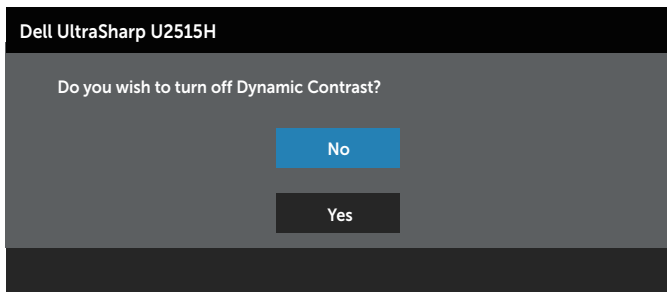 Dell UltraSharp U2515H
Do you wish to turn off Dynamic Contrast?
No
Yes